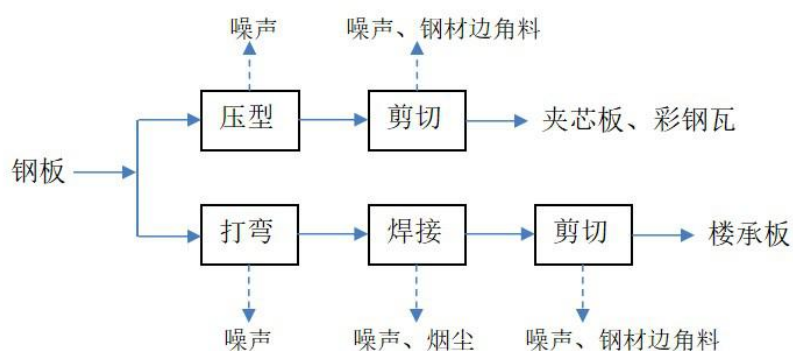 噪声
噪声、钢材边角料
压型
剪切
夹芯板、彩钢瓦
钢板
打弯
焊接
剪切
楼承板
噪声
噪声、烟尘
噪声、钢材边角料